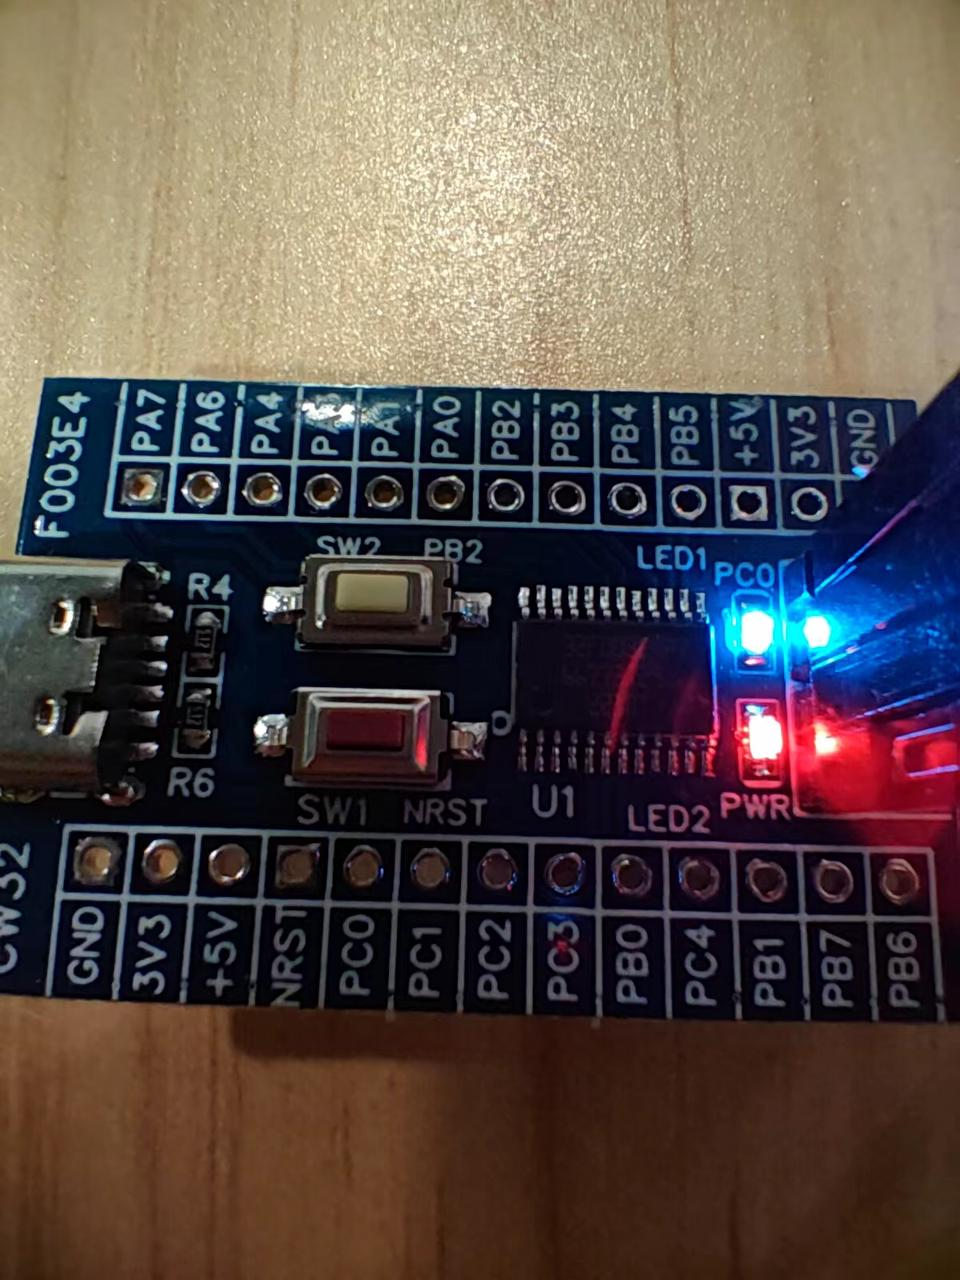 F003E4
PA7
PA6
PA4
PA1
PA0
PB2
PB3
PB4
PB5
+5V
3V3
GND
SW2 PB2
LED1 PC0
R4
R6
SW1 NRST
U1
LED2 PWR
CW32
GND
3V3
+5V
NRST
PC0
PC1
PC2
PC3
PB0
PC4
PB1
PB7
PB6